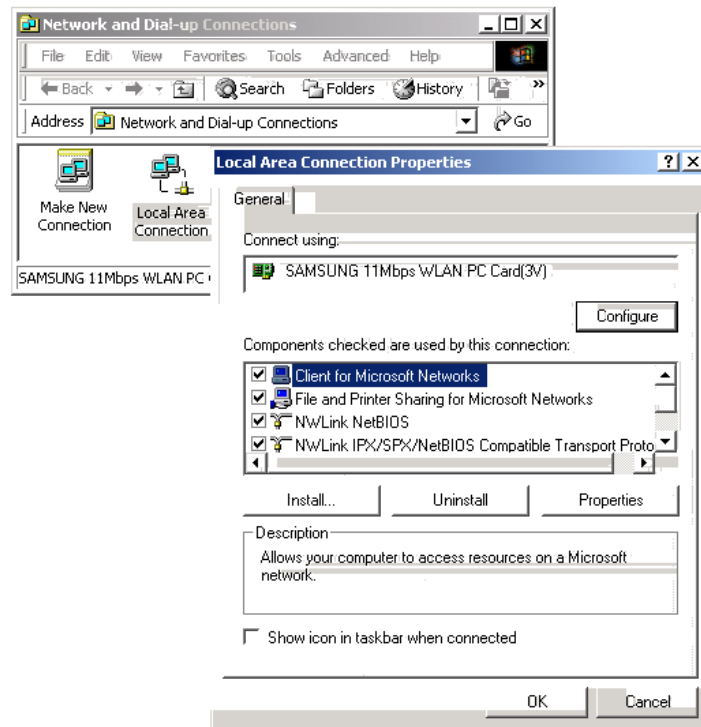 Network and Dial-up Connections
File Edit View Favorites Tools Advanced Help
Back Search Folders History »
Address Network and Dial-up Connections Go
Make New Connection
Local Area Connection
SAMSUNG 11Mbps WLAN PC
Local Area Connection Properties
General
Connect using:
SAMSUNG 11Mbps WLAN PC Card(3V)
Configure
Components checked are used by this connection:
Client for Microsoft Networks
File and Printer Sharing for Microsoft Networks
NWLink NetBIOS
NWLink IPX/SPX/NetBIOS Compatible Transport Proto
Install... Uninstall Properties
Description
Allows your computer to access resources on a Microsoft
network.
Show icon in taskbar when connected
OK Cancel